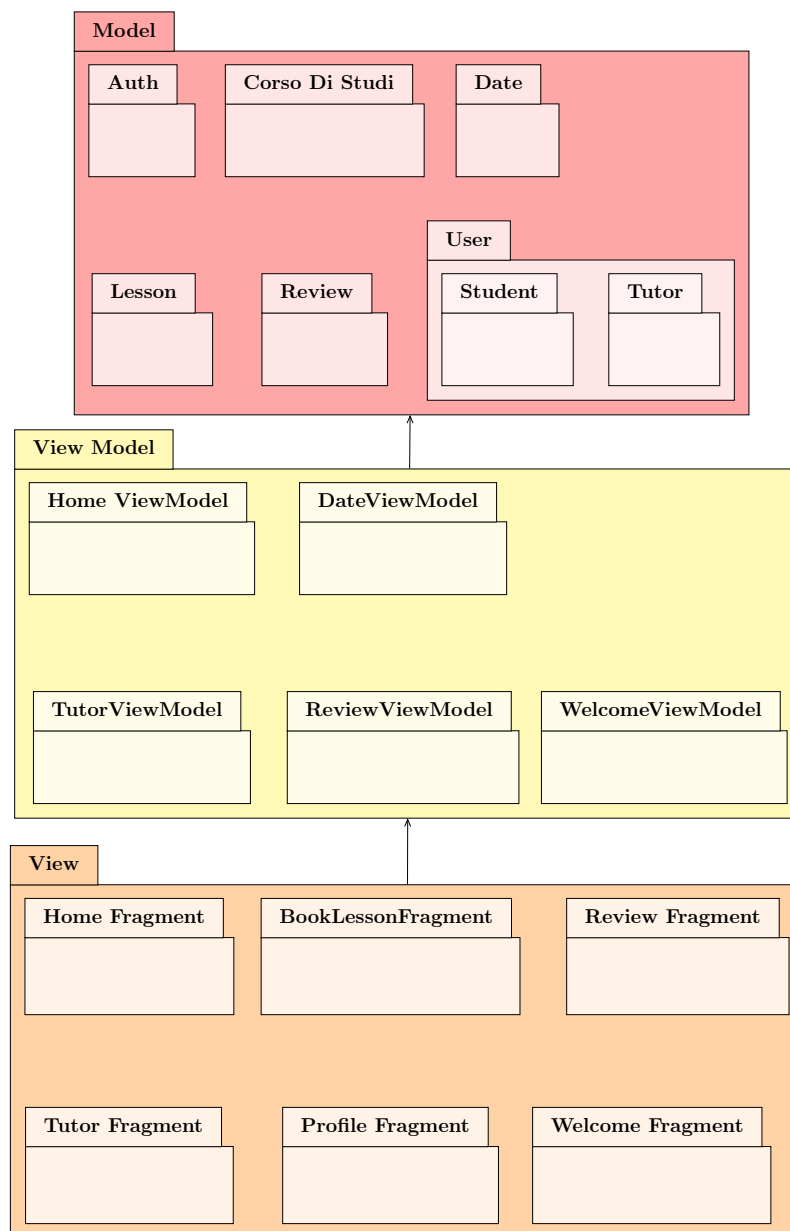 Model
Auth
Corso Di Studi
Date
User
Lesson
Review
Student
Tutor
View Model
Home ViewModel
DateViewModel
TutorViewModel
ReviewViewModel
WelcomeViewModel
View
Home Fragment
BookLessonFragment
Review Fragment
Tutor Fragment
Profile Fragment
Welcome Fragment